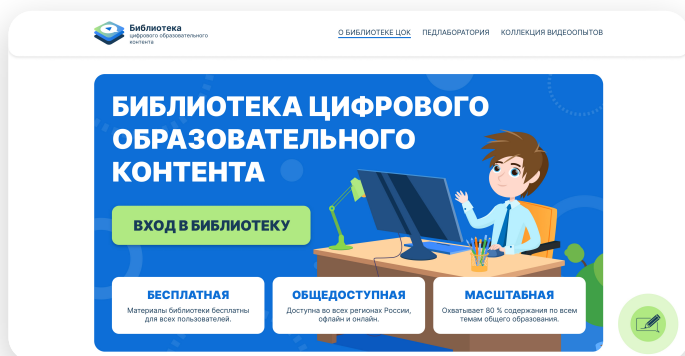 Библиотека
цифрового образовательного
контента
О БИБЛИОТЕКЕ ЦОК
ПЕДЛАБОРАТОРИЯ
КОЛЛЕКЦИЯ ВИДЕООПЫТОВ
БИБЛИОТЕКА ЦИФРОВОГО
ОБРАЗОВАТЕЛЬНОГО
КОНТЕНТА
ВХОД В БИБЛИОТЕКУ
БЕСПЛАТНАЯ
Материалы библиотеки бесплатны
для всех пользователей.
ОБЩЕДОСТУПНАЯ
Доступна во всех регионах России,
офлайн и онлайн.
МАСШТАБНАЯ
Охватывает 80 % содержания по всем
темам общего образования.